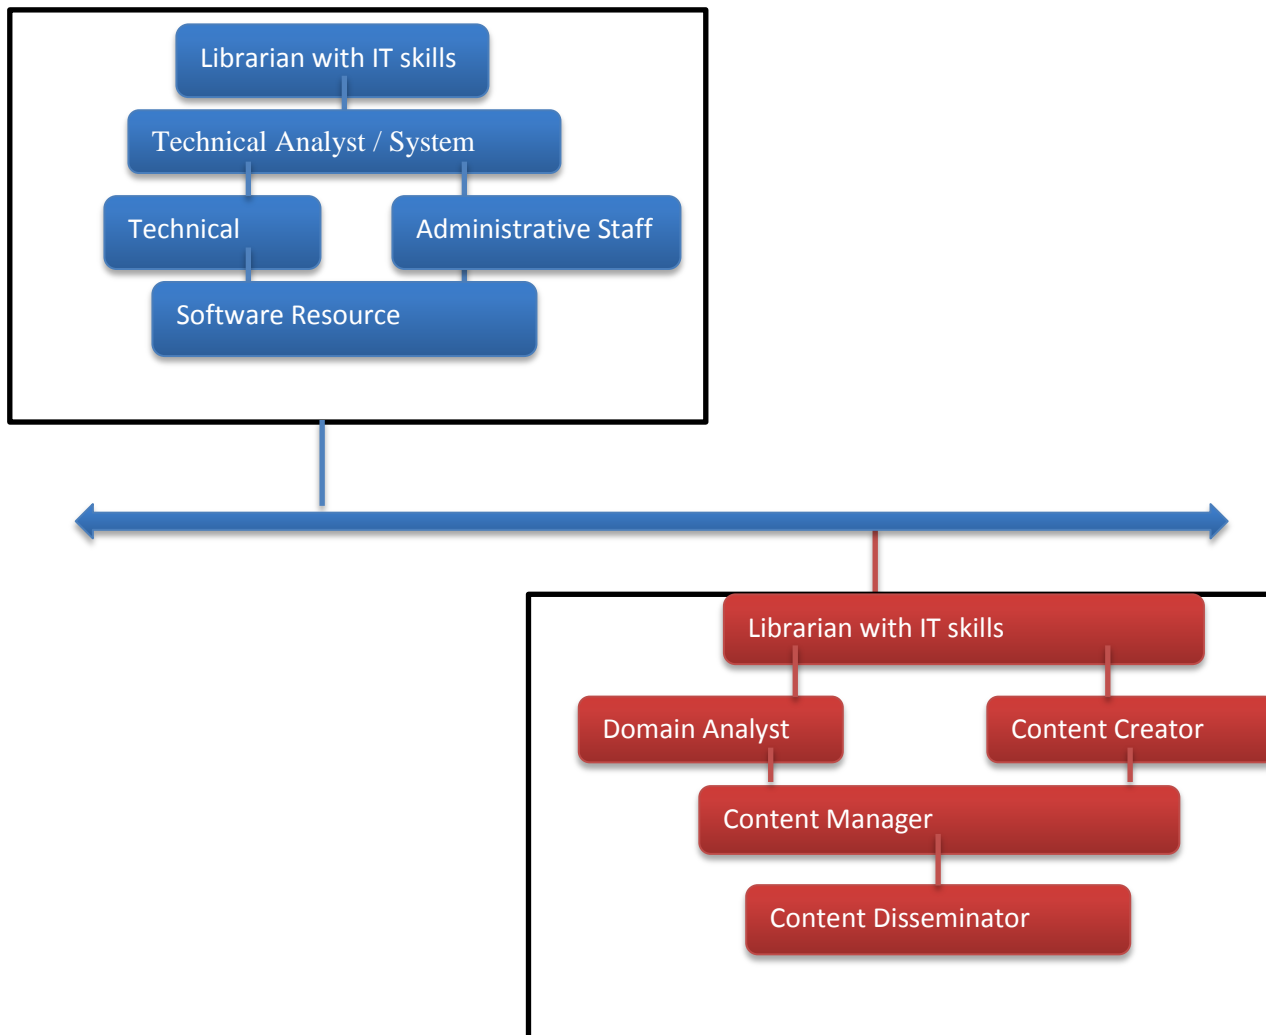 Librarian with IT skills
Technical Analyst / System
Technical
Administrative Staff
Software Resource
Librarian with IT skills
Domain Analyst
Content Creator
Content Manager
Content Disseminator